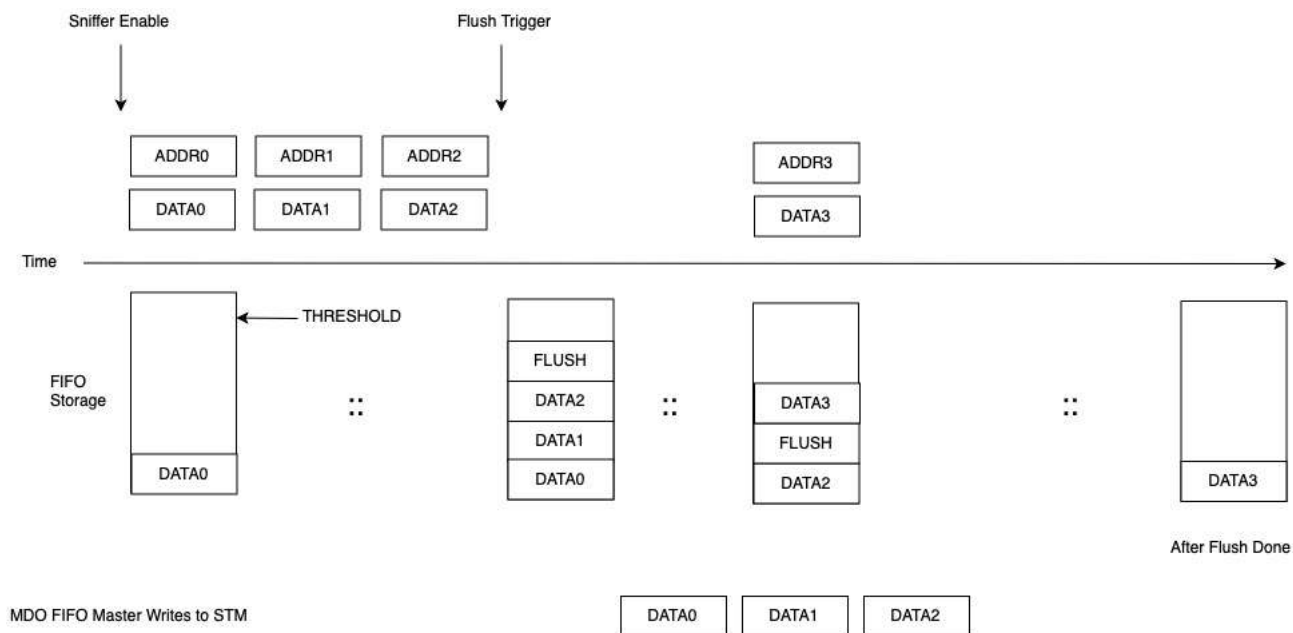 Sniffer Enable
Flush Trigger
ADDR0
ADDR1
ADDR2
ADDR3
DATA0
DATA1
DATA2
DATA3
Time
THRESHOLD
FIFO
Storage
DATA0
FLUSH
DATA2
DATA1
DATA0
DATA3
FLUSH
DATA2
DATA3
After Flush Done
MDO FIFO Master Writes to STM
DATA0
DATA1
DATA2